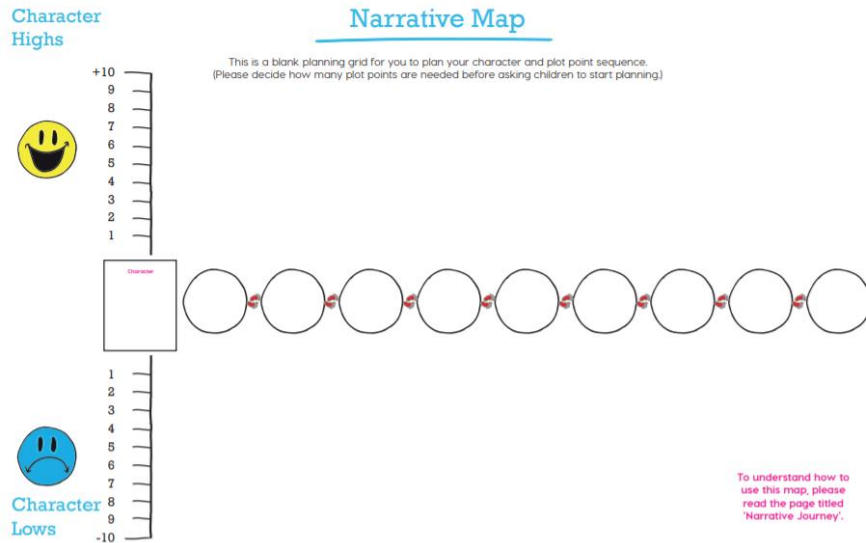 Character
Highs
Narrative Map
This is a blank planning grid for you to plan your character and plot point sequence.
(Please decide how many plot points are needed before asking children to start planning.)
+10
9
8
7
6
5
4
3
2
1
Character
1
2
3
4
5
6
7
8
9
-10
Character
Lows
To understand how to
use this map, please
read the page titled
'Narrative Journey'.